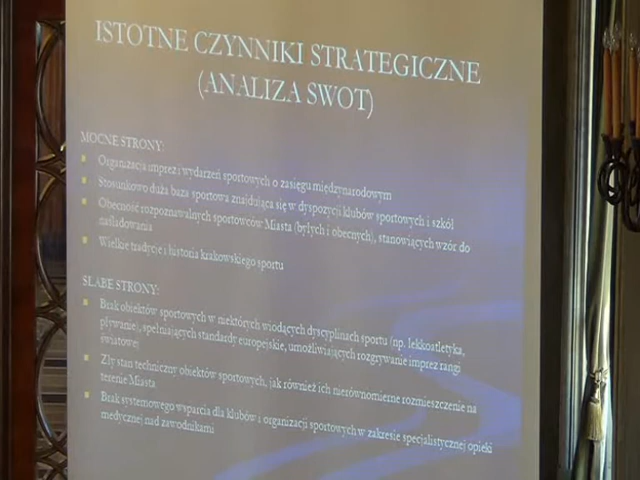 ISTOTNE CZYNNIKI STRATEGICZNE
(ANALIZA SWOT)
MOCNE STRONY:
Organizacja imprez i wydarzeń sportowych o zasięgu międzynarodowym
Stosunkowo duża baza sportowa znajdująca się w dyspozycji klubów sportowych i szkół
Obecność rozpoznawalnych sportowców Miasta (byłych i obecnych), stanowiących wzór do
naśladowania
Wielkie tradycje i historia krakowskiego sportu
SŁABE STRONY:
Brak obiektów sportowych w niektórych wiodących dyscyplinach sportu (np. lekkoatletyka,
pływanie), spełniających standardy europejskie, umożliwiających rozgrywanie imprez rangi
światowej
Zły stan techniczny obiektów sportowych, jak również ich nierównomierne rozmieszczenie na
terenie Miasta
Brak systemowego wsparcia dla klubów i organizacji sportowych w zakresie specjalistycznej opieki
medycznej nad zawodnikami